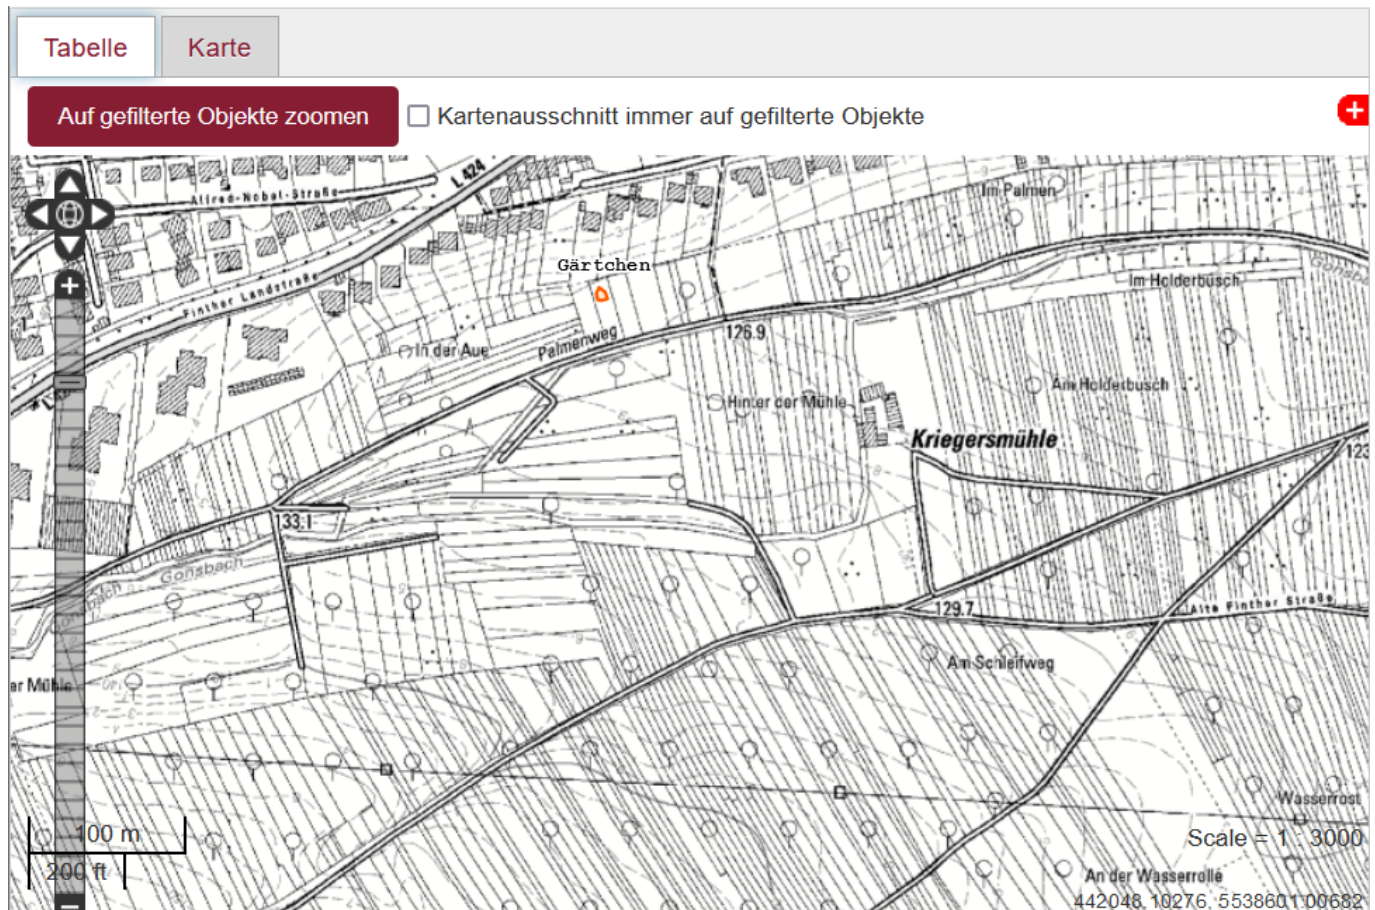 Tabelle
Karte
Auf gefilterte Objekte zoomen
Kartenausschnitt immer auf gefilterte Objekte
L 424
Alfred-Nobel-Straße
Im Palmen
Gärtchen
Finther Landstraße
Im Holderbusch
Palmenweg
126.9
In der Aue
Am Holderbusch
Hinter der Mühle
Kriegersmühle
123
133.1
Gonsbach
129.7
Alte Finther Straße
Am Schleifweg
er Mühle
Wasserrost
100 m
Scale = 1 : 3000
200 ft
An der Wasserrolle
442048.10276, 5538601.00682